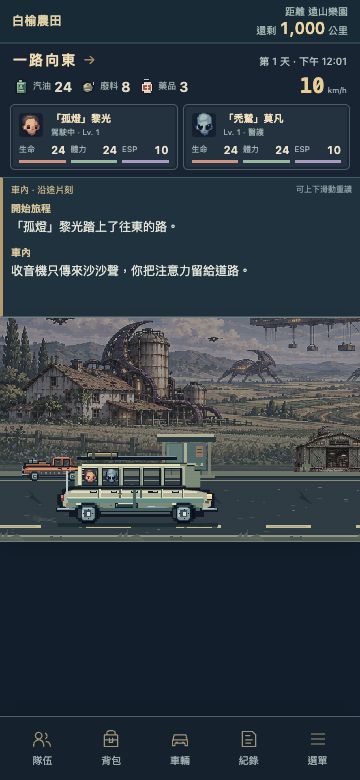 白榆農田
距離 遠山樂園
還剩 1,000 公里
一路向東 →
第 1 天 · 下午 12:01
汽油 24 廢料 8 藥品 3
10 km/h
「孤燈」黎光
駕駛中 · Lv. 1
生命 24 體力 24 ESP 10
「禿鷲」莫凡
Lv. 1 · 醫護
生命 24 體力 24 ESP 10
車內 · 沿途片刻
可上下滑動重讀
開始旅程
「孤燈」黎光踏上了往東的路。
車內
收音機只傳來沙沙聲，你把注意力留給道路。
隊伍
背包
車輛
紀錄
選單